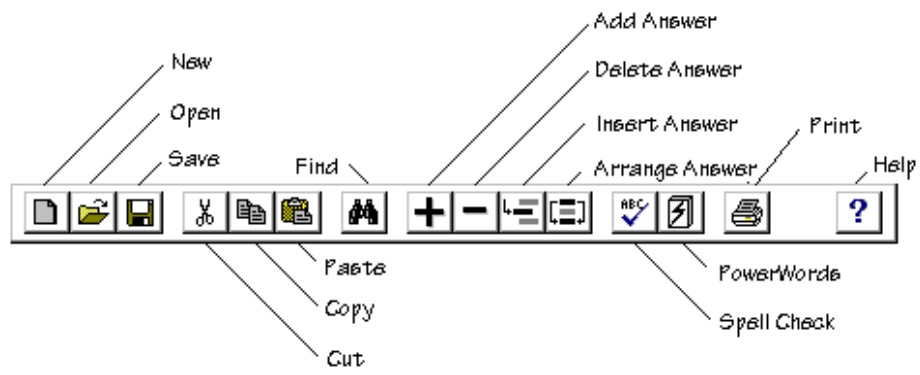 Add Answer
New
Delete Answer
Open
Insert Answer
Print
Save
Find
Arrange Answer
Help
ABC
?
Paste
PowerWords
Copy
Spell Check
Cut